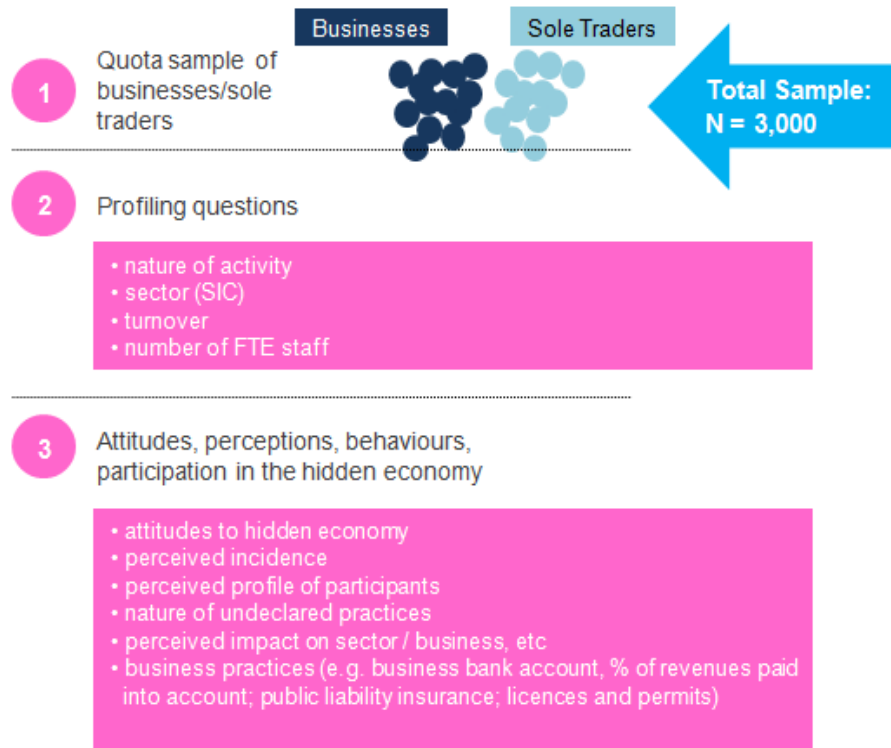 Businesses
Sole Traders
1
Quota sample of
businesses/sole
traders
Total Sample:
N = 3,000
2
Profiling questions
• nature of activity
• sector (SIC)
• turnover
• number of FTE staff
3
Attitudes, perceptions, behaviours,
participation in the hidden economy
• attitudes to hidden economy
• perceived incidence
• perceived profile of participants
• nature of undeclared practices
• perceived impact on sector / business, etc
• business practices (e.g. business bank account, % of revenues paid
into account; public liability insurance; licences and permits)